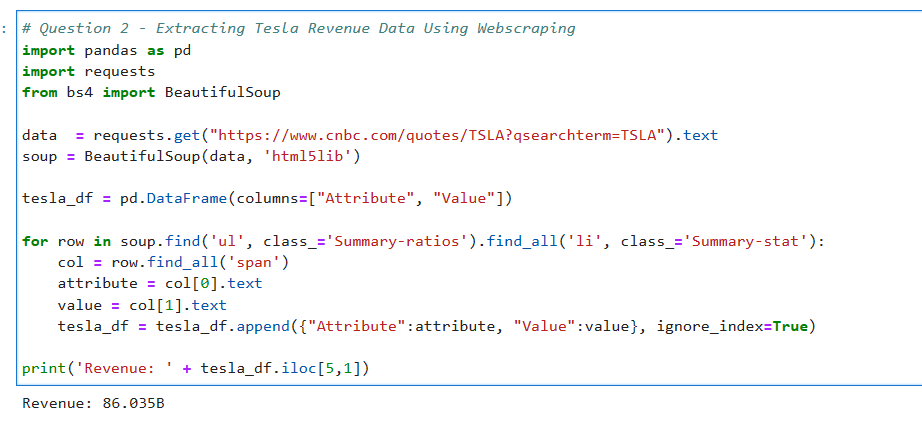 :
# Question 2 - Extracting Tesla Revenue Data Using Webscraping
import pandas as pd
import requests
from bs4 import BeautifulSoup

data  = requests.get("https://www.cnbc.com/quotes/TSLA?qsearchterm=TSLA").text
soup = BeautifulSoup(data, 'html5lib')

tesla_df = pd.DataFrame(columns=["Attribute", "Value"])

for row in soup.find('ul', class_='Summary-ratios').find_all('li', class_='Summary-stat'):
    col = row.find_all('span')
    attribute = col[0].text
    value = col[1].text
    tesla_df = tesla_df.append({"Attribute":attribute, "Value":value}, ignore_index=True)

print('Revenue: ' + tesla_df.iloc[5,1])
Revenue: 86.035B